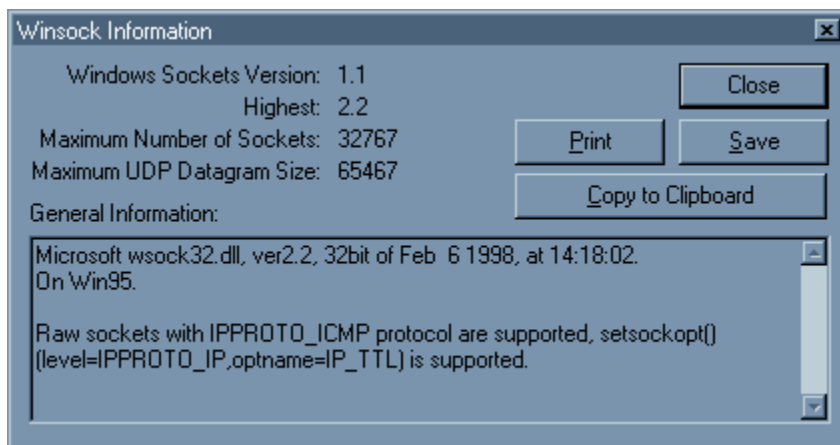 Winsock Information
Windows Sockets Version: 1.1
Close
Highest: 2.2
Maximum Number of Sockets: 32767
Print
Save
Maximum UDP Datagram Size: 65467
Copy to Clipboard
General Information:
Microsoft wsock32.dll, ver2.2, 32bit of Feb  6 1998, at 14:18:02.
On Win95.
Raw sockets with IPPROTO_ICMP protocol are supported, setsockopt()
(level=IPPROTO_IP,optname=IP_TTL) is supported.